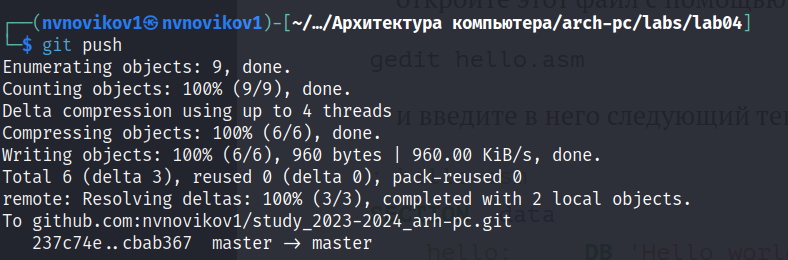 откройте этот файл с помощью
┌──(nvnovikov1㉿nvnovikov1)-[~/…/Архитектура компьютера/arch-pc/labs/lab04]
└─$ git push
gedit hello.asm
Enumerating objects: 9, done.
Counting objects: 100% (9/9), done.
Delta compression using up to 4 threads
и введите в него следующий
Compressing objects: 100% (6/6), done.
Writing objects: 100% (6/6), 960 bytes | 960.00 KiB/s, done.
Total 6 (delta 3), reused 0 (delta 0), pack-reused 0
remote: Resolving deltas: 100% (3/3), completed with 2 local objects.
To github.com:nvnovikov1/study_2023-2024_arh-pc.git
data
237c74e..cbab367 master -> master
hello: DB 'Hello worl